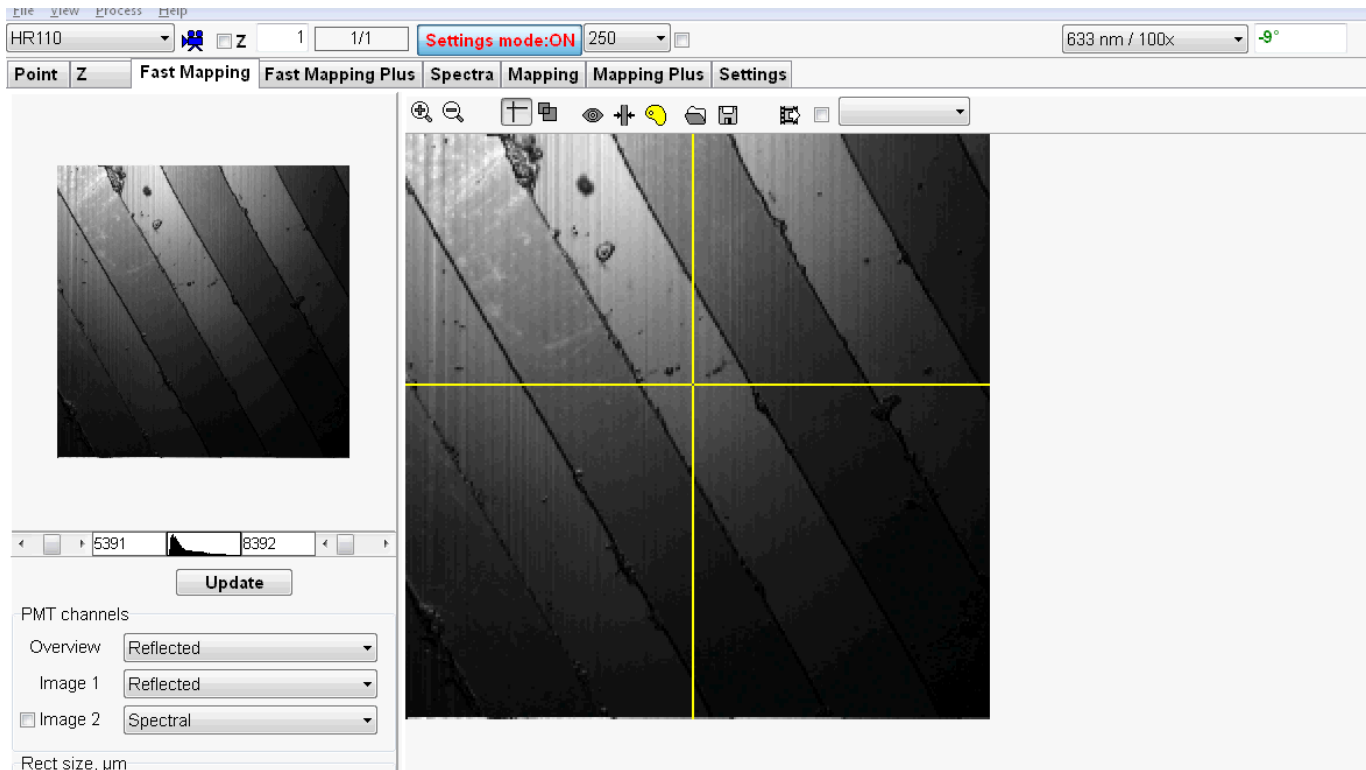 File View Process Help
HR110 Z 1 1/1 Settings mode:ON 250 633 nm / 100x -9°
Point Z Fast Mapping Fast Mapping Plus Spectra Mapping Mapping Plus Settings
5391 8392
Update
PMT channels
Overview Reflected
Image 1 Reflected
Image 2 Spectral
Rect size, µm